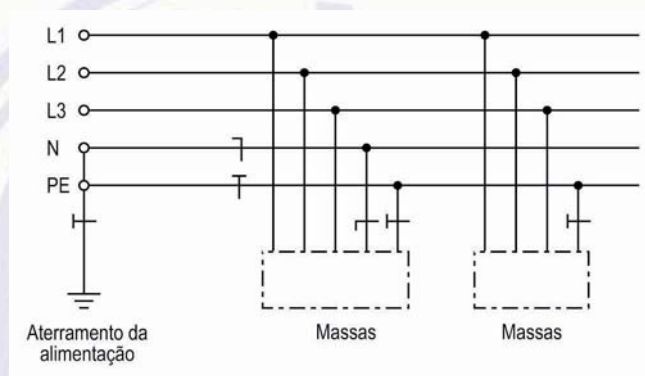 L1
L2
L3
N
PE
Aterramento da
alimentação
Massas
Massas